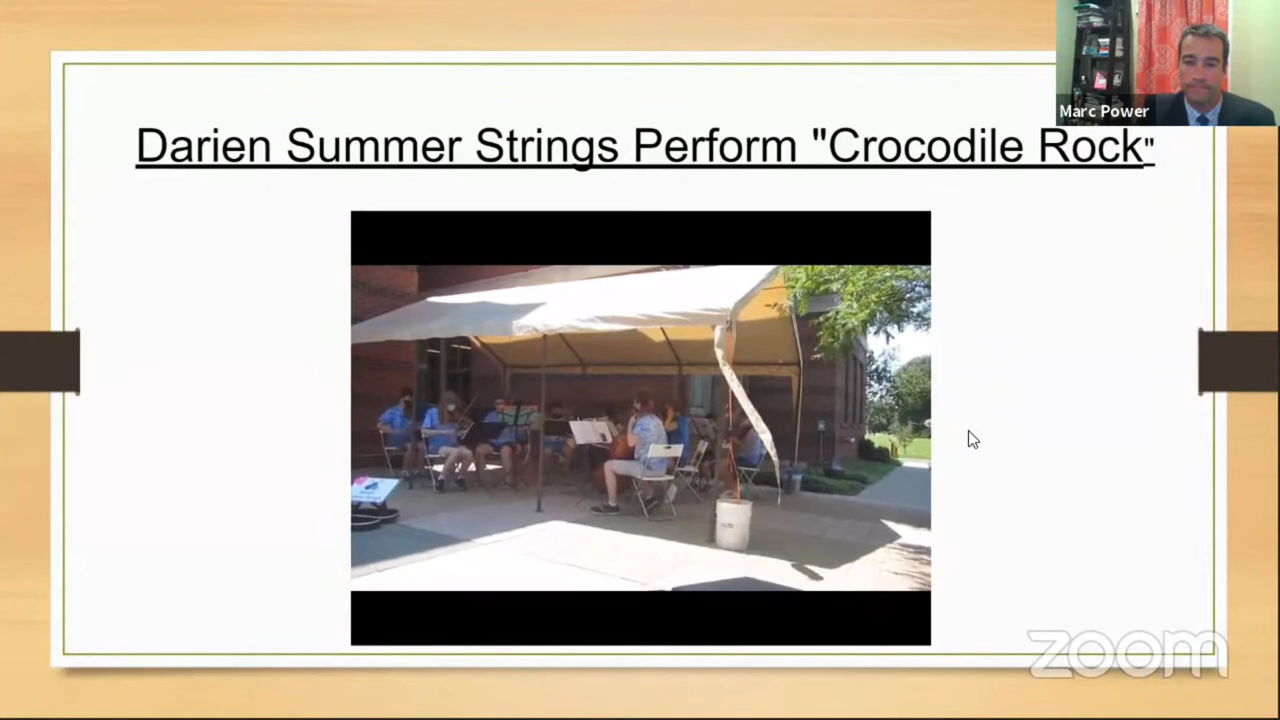 Marc Power
Darien Summer Strings Perform "Crocodile Rock"
zoom